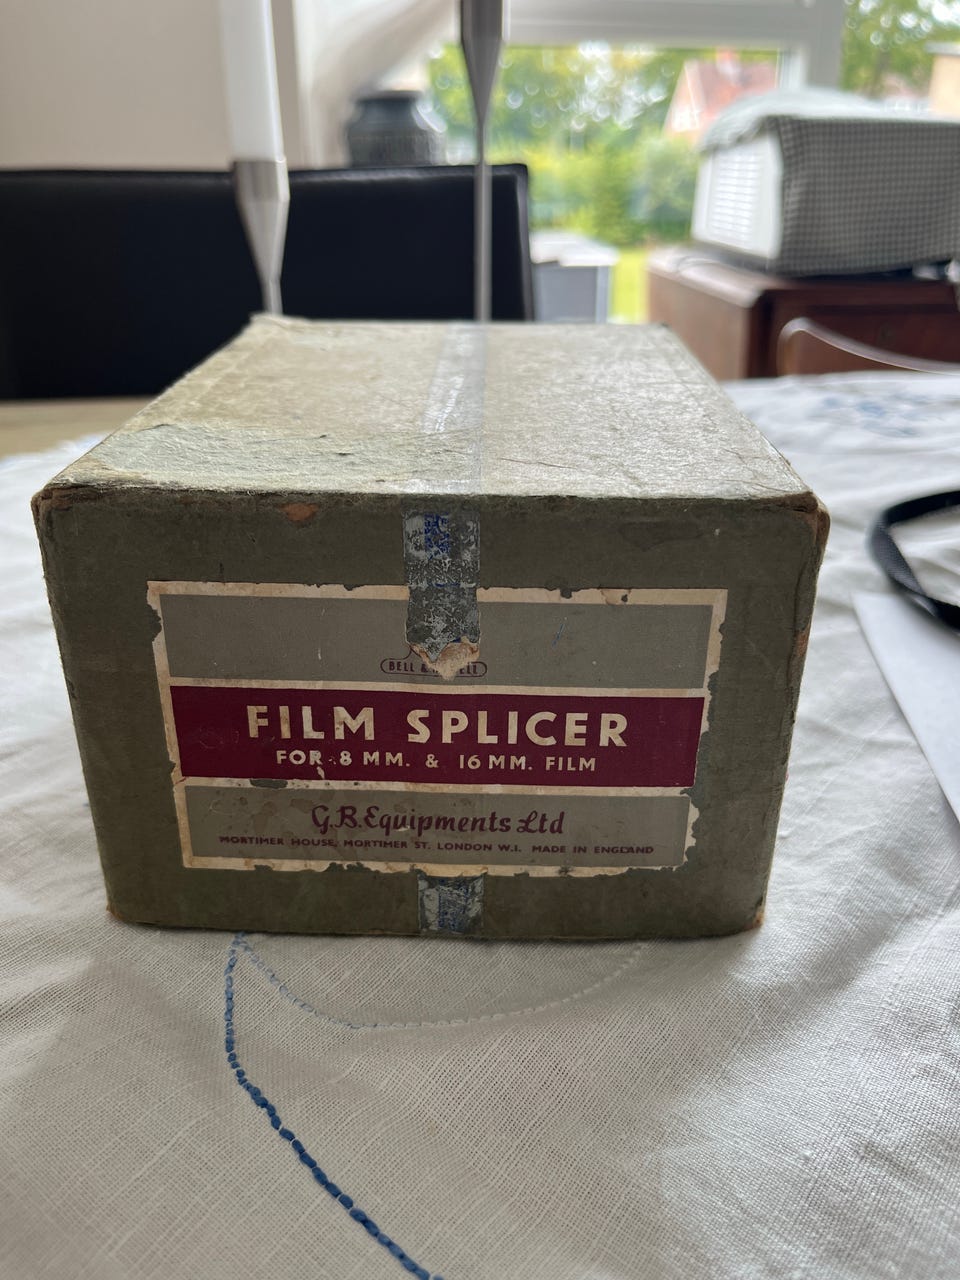 BELL &
FILM SPLICER
FOR 8 MM. & 16 MM. FILM
G.B. Equipments Ltd
MORTIMER HOUSE, MORTIMER ST. LONDON W.I. MADE IN ENGLAND